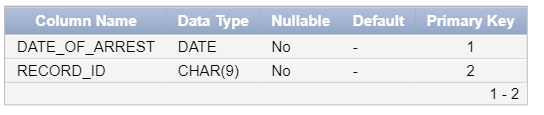 Column Name Data Type Nullable Default Primary Key
DATE_OF_ARREST DATE No - 1
RECORD_ID CHAR(9) No - 2
1 - 2